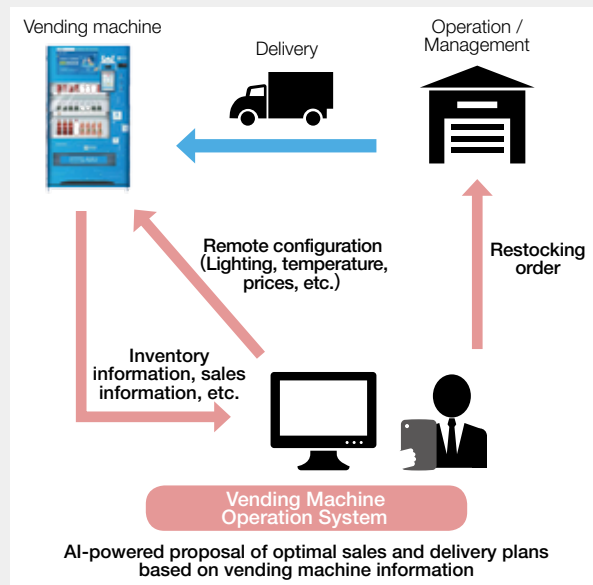 Vending machine
Delivery
Operation /
Management
Remote configuration
(Lighting, temperature,
prices, etc.)
Restocking
order
Inventory
information, sales
information, etc.
Vending Machine
Operation System
AI-powered proposal of optimal sales and delivery plans
based on vending machine information